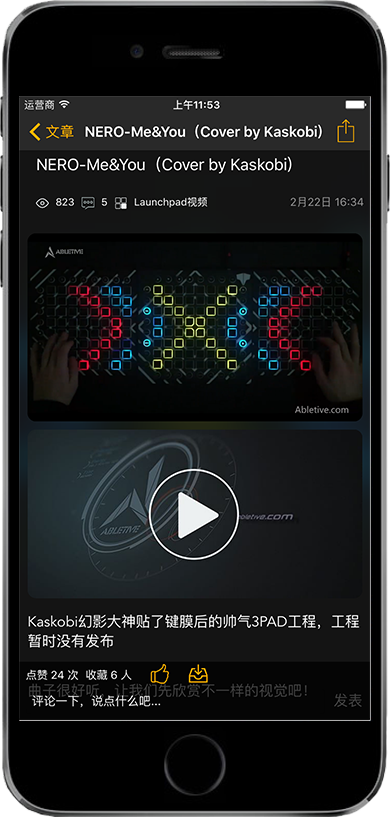 运营商 上午11:53
文章 NERO-Me&You（Cover by Kaskobi）
NERO-Me&You（Cover by Kaskobi）
823 5 Launchpad视频 2月22日 16:34
ABLETIVE
Abletive.com
ABLETIVE
bletive.com
Kaskobi幻影大神贴了键膜后的帅气3PAD工程，工程
暂时没有发布
点赞 24 次 收藏 6 人
曲子很好听，让我们先欣赏不一样的视觉吧！
评论一下，说点什么吧... 发表